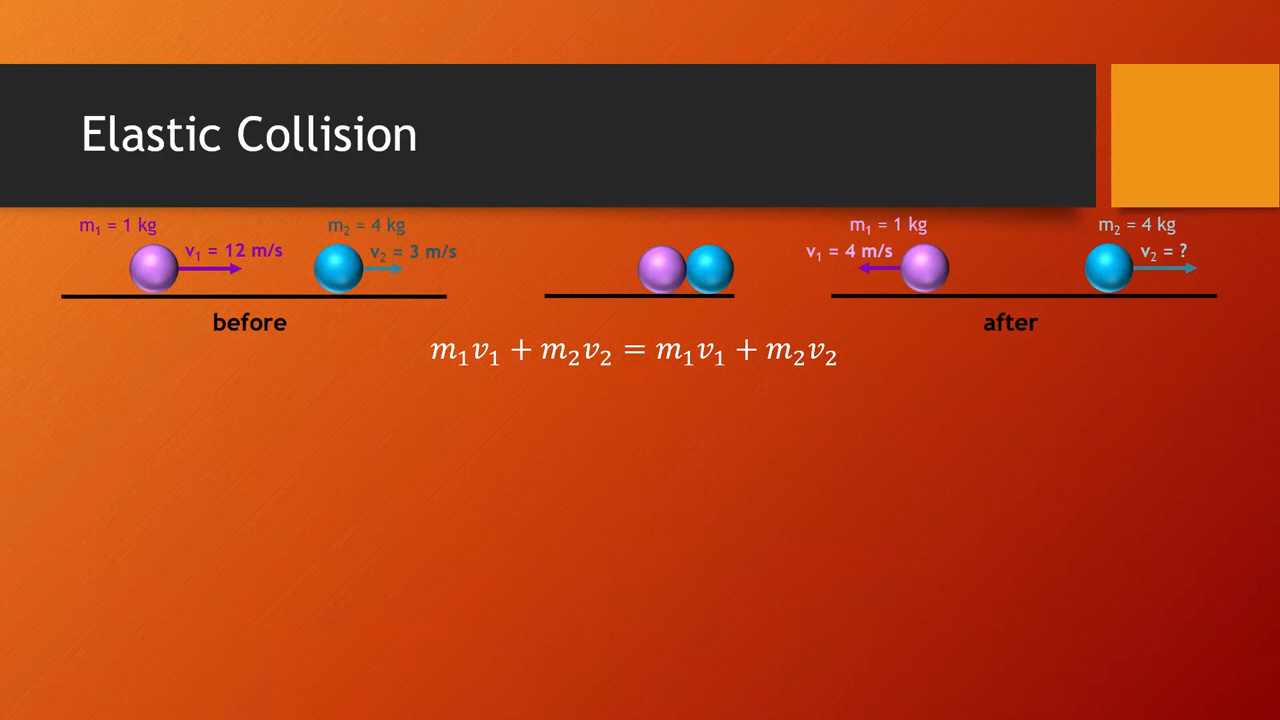 Elastic Collision
m₁ = 1 kg
v₁ = 12 m/s
m₂ = 4 kg
v₂ = 3 m/s
before
m₁ = 1 kg
v₁ = 4 m/s
m₂ = 4 kg
v₂ = ?
after
m₁v₁ + m₂v₂ = m₁v₁ + m₂v₂